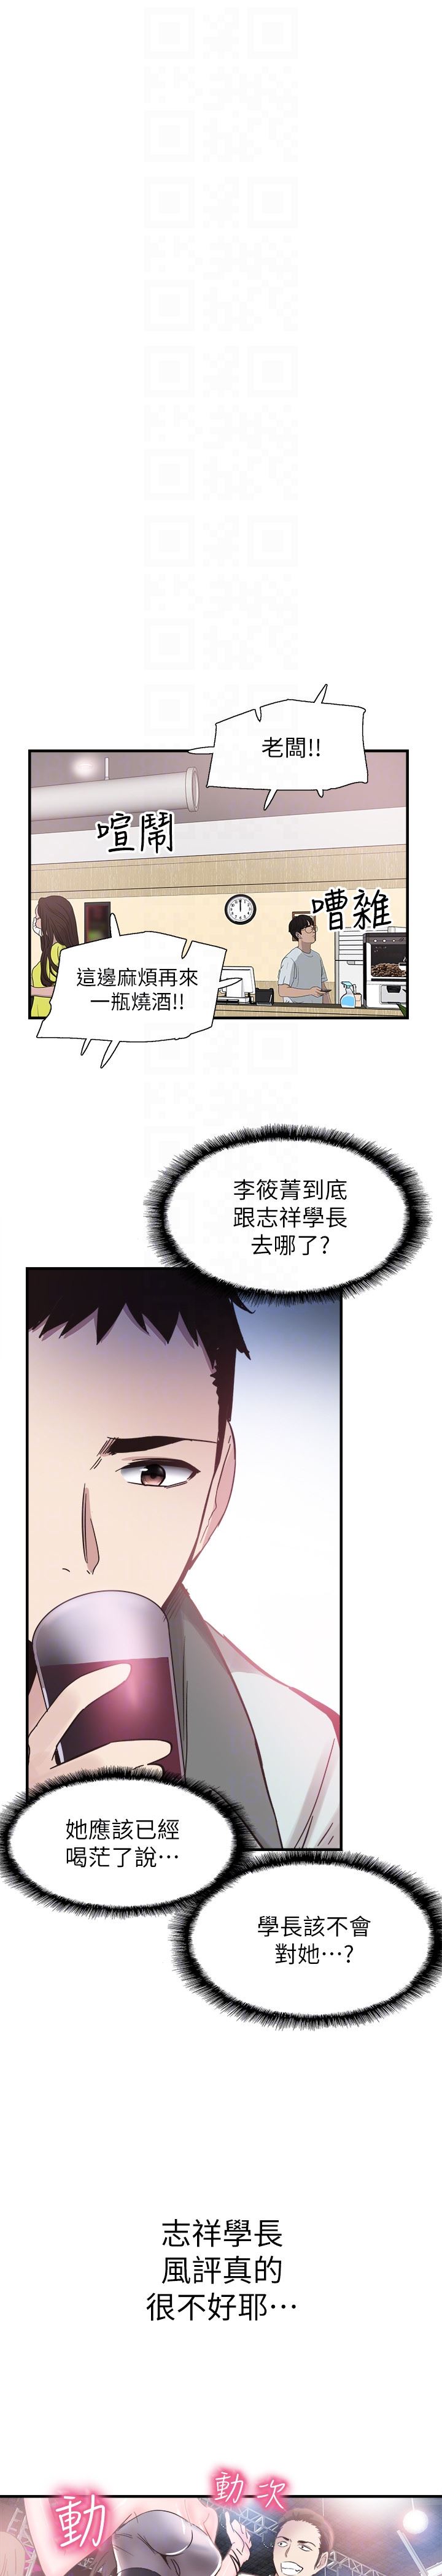 老闆!!
喧鬧
嘈雜
這邊麻煩再來
一瓶燒酒!!
李筱菁到底
跟志祥學長
去哪了?
她應該已經
喝茫了說⋯
學長該不會
對她⋯?
志祥學長
風評真的
很不好耶⋯
動次
動